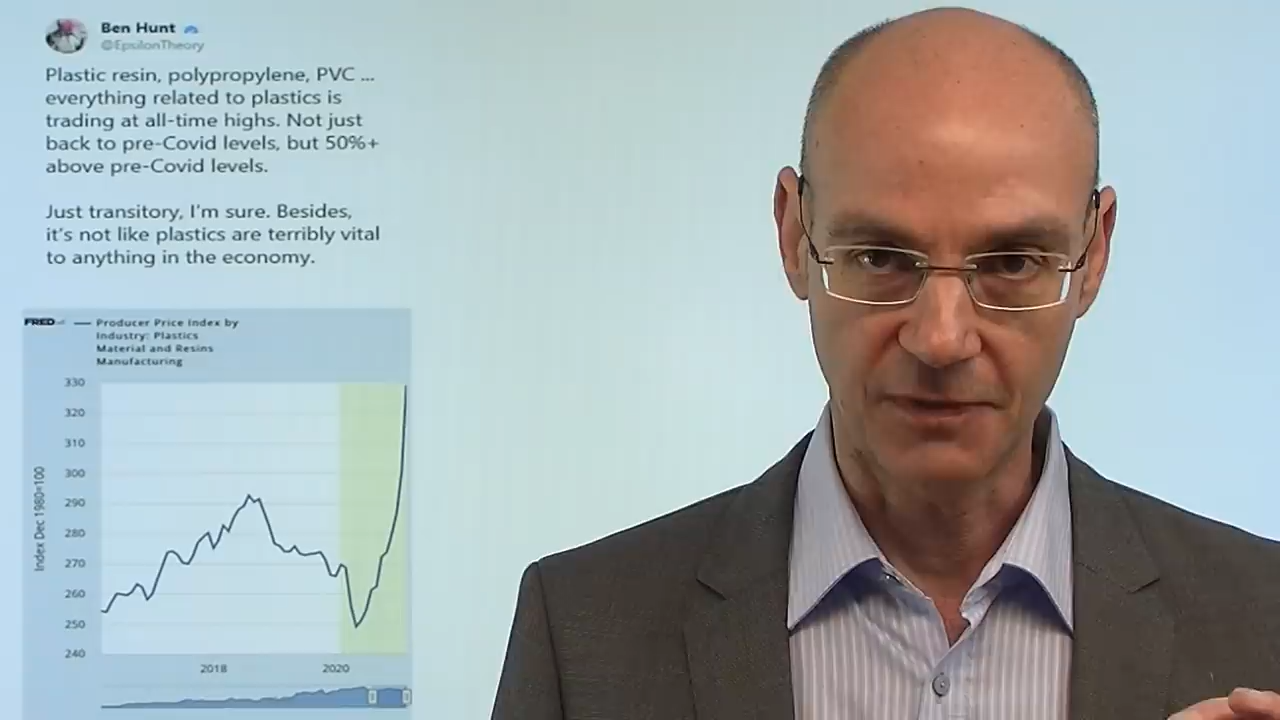 Ben Hunt
@EpsilonTheory
Plastic resin, polypropylene, PVC ...
everything related to plastics is
trading at all-time highs. Not just
back to pre-Covid levels, but 50%+
above pre-Covid levels.
Just transitory, I'm sure. Besides,
it's not like plastics are terribly vital
to anything in the economy.
FRED
Producer Price Index by
Industry: Plastics
Material and Resins
Manufacturing
330
320
310
300
290
280
270
260
250
240
Index Dec 1980=100
2018
2020